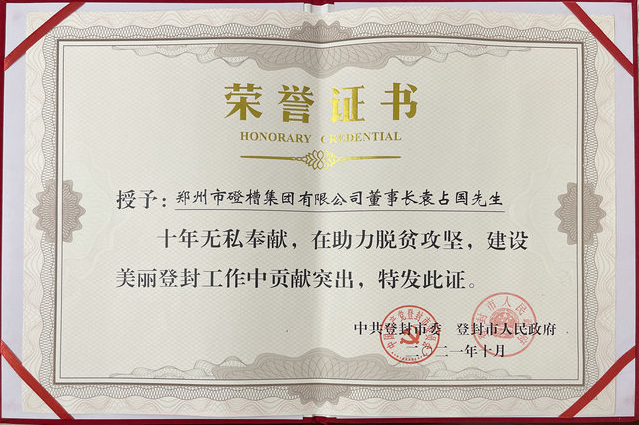 荣誉证书
HONORARY CREDENTIAL
授予：郑州市磴槽集团有限公司董事长袁占国先生
十年无私奉献，在助力脱贫攻坚，建设
美丽登封工作中贡献突出，特发此证。
中共登封市委 登封市人民政府
二〇二一年十月